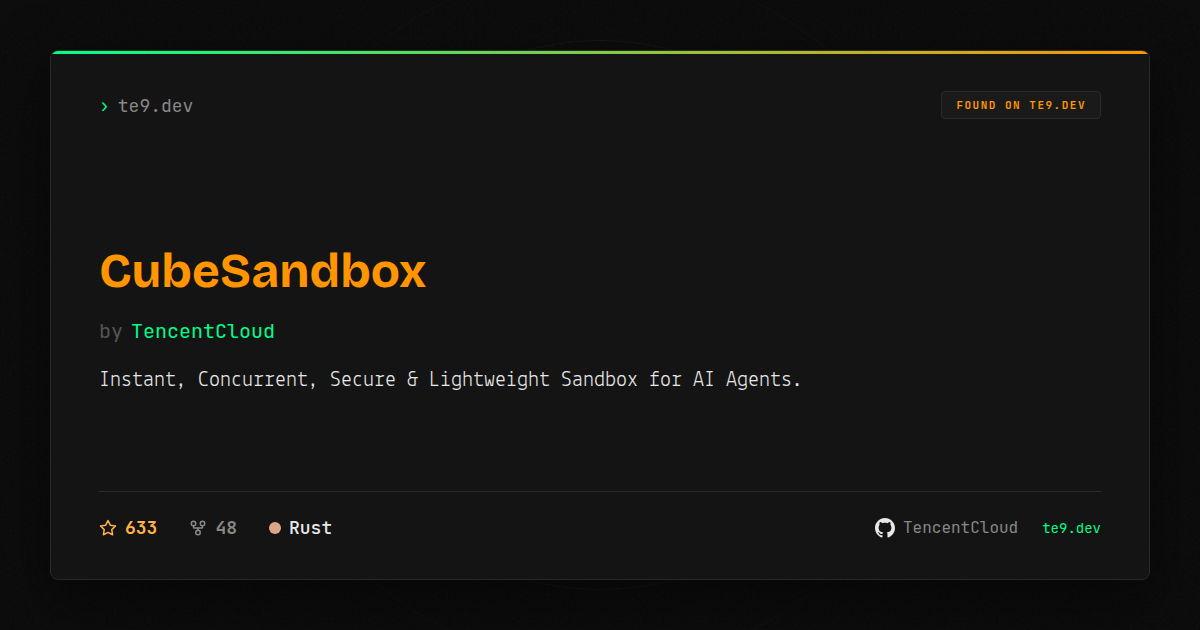 › te9.dev
FOUND ON TE9.DEV
CubeSandbox
by TencentCloud
Instant, Concurrent, Secure & Lightweight Sandbox for AI Agents.
633 48 Rust
TencentCloud te9.dev